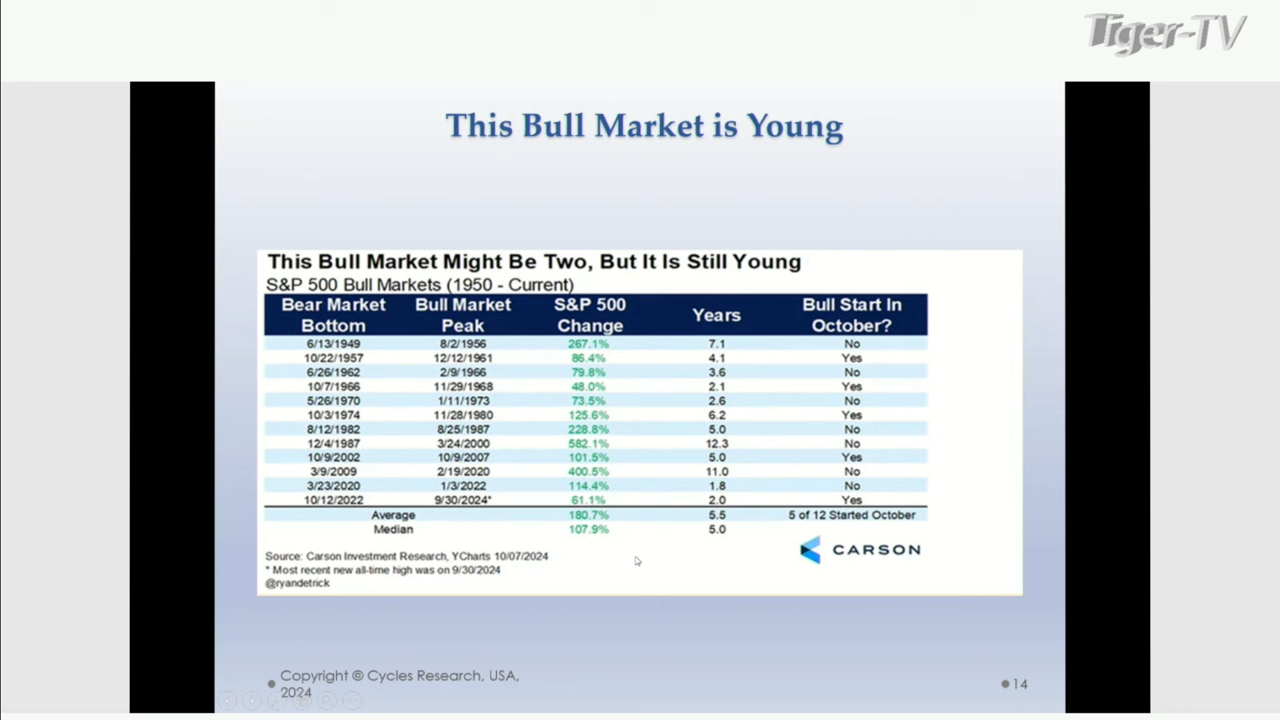 Tiger-TV
This Bull Market is Young
This Bull Market Might Be Two, But It Is Still Young
S&P 500 Bull Markets (1950 - Current)
Bear Market Bottom Bull Market Peak S&P 500 Change Years Bull Start In October?
6/13/1949 8/2/1956 267.1% 7.1 No
10/22/1957 12/12/1961 86.4% 4.1 Yes
6/26/1962 2/9/1966 79.8% 3.6 No
10/7/1966 11/29/1968 48.0% 2.1 Yes
5/26/1970 1/11/1973 73.5% 2.6 No
10/3/1974 11/28/1980 125.6% 6.2 Yes
8/12/1982 8/25/1987 228.8% 5.0 No
12/4/1987 3/24/2000 582.1% 12.3 No
10/9/2002 10/9/2007 101.5% 5.0 Yes
3/9/2009 2/19/2020 400.5% 11.0 No
3/23/2020 1/3/2022 114.4% 1.8 No
10/12/2022 9/30/2024* 61.1% 2.0 Yes
Average 180.7% 5.5 5 of 12 Started October
Median 107.9% 5.0
CARSON
Source: Carson Investment Research, YCharts 10/07/2024
* Most recent new all-time high was on 9/30/2024
@ryandetrick
Copyright © Cycles Research, USA,
2024
14